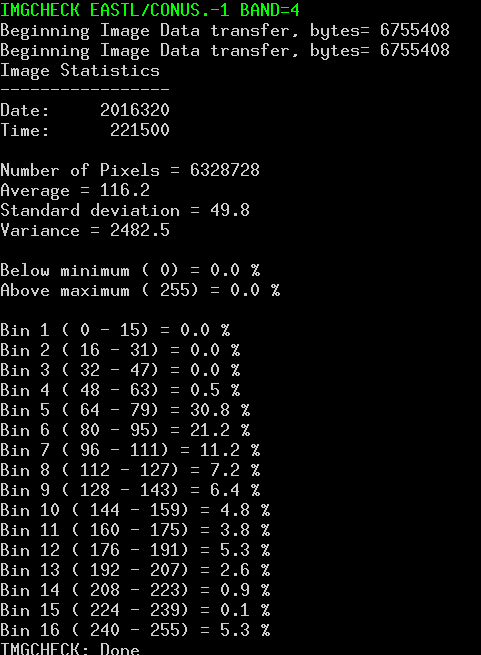 IMGCHECK EASTL/CONUS.-1 BAND=4
Beginning Image Data transfer, bytes= 6755408
Beginning Image Data transfer, bytes= 6755408
Image Statistics
-----------------
Date:     2016320
Time:      221500
Number of Pixels = 6328728
Average = 116.2
Standard deviation = 49.8
Variance = 2482.5
Below minimum ( 0) = 0.0 %
Above maximum ( 255) = 0.0 %
Bin 1 ( 0 - 15) = 0.0 %
Bin 2 ( 16 - 31) = 0.0 %
Bin 3 ( 32 - 47) = 0.0 %
Bin 4 ( 48 - 63) = 0.5 %
Bin 5 ( 64 - 79) = 30.8 %
Bin 6 ( 80 - 95) = 21.2 %
Bin 7 ( 96 - 111) = 11.2 %
Bin 8 ( 112 - 127) = 7.2 %
Bin 9 ( 128 - 143) = 6.4 %
Bin 10 ( 144 - 159) = 4.8 %
Bin 11 ( 160 - 175) = 3.8 %
Bin 12 ( 176 - 191) = 5.3 %
Bin 13 ( 192 - 207) = 2.6 %
Bin 14 ( 208 - 223) = 0.9 %
Bin 15 ( 224 - 239) = 0.1 %
Bin 16 ( 240 - 255) = 5.3 %
IMGCHECK: Done